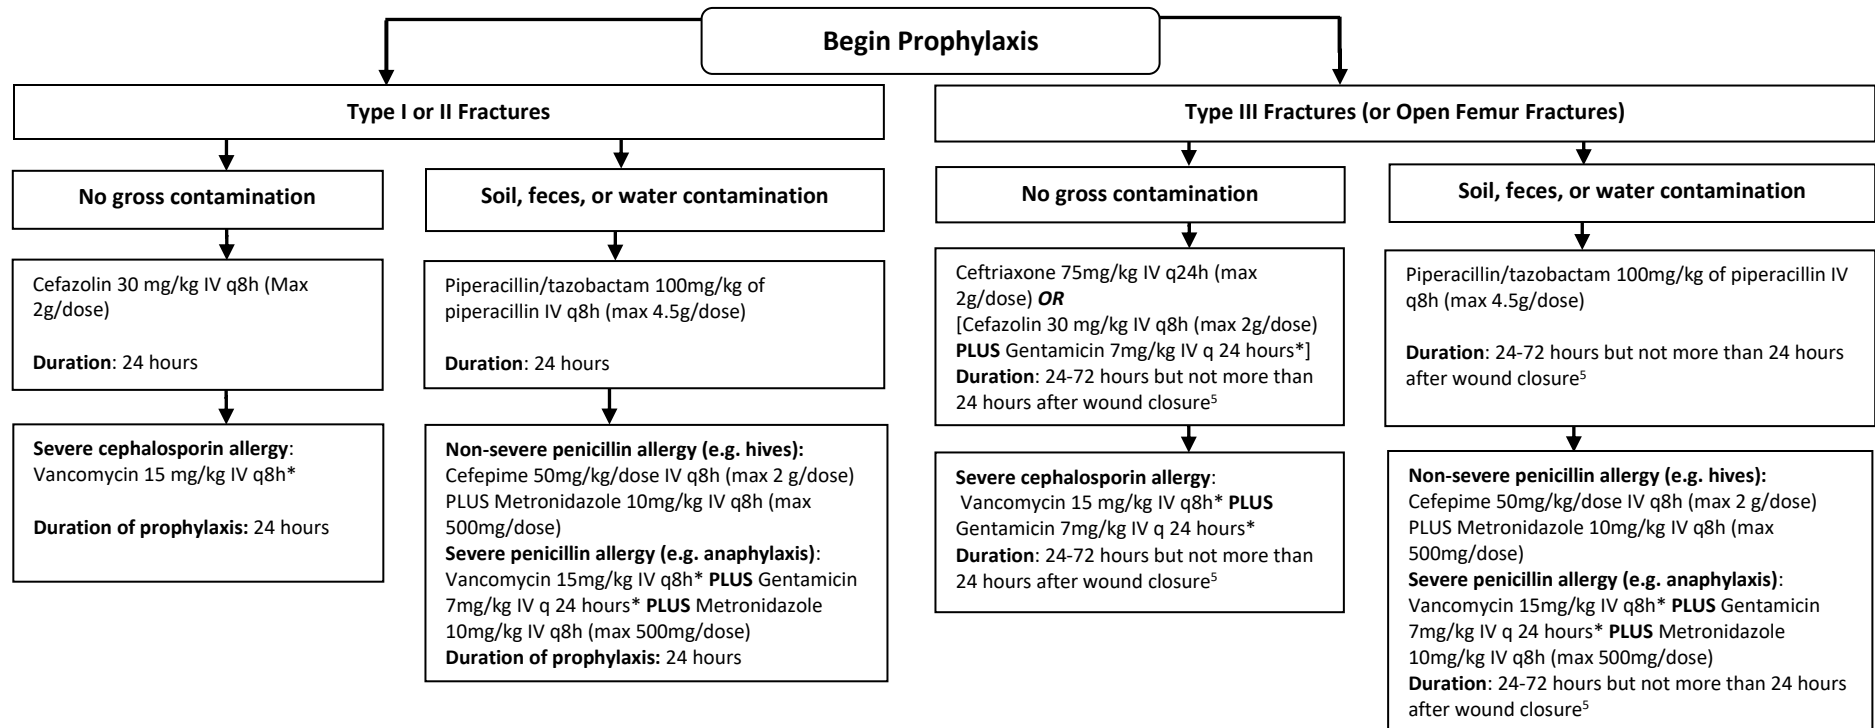 Begin Prophylaxis
Type I or II Fractures
No gross contamination
Cefazolin 30 mg/kg IV q8h (Max
2g/dose)
Duration: 24 hours
Severe cephalosporin allergy:
Vancomycin 15 mg/kg IV q8h*
Duration of prophylaxis: 24 hours
Soil, feces, or water contamination
Piperacillin/tazobactam 100mg/kg of
piperacillin IV q8h (max 4.5g/dose)
Duration: 24 hours
Non-severe penicillin allergy (e.g. hives):
Cefepime 50mg/kg/dose IV q8h (max 2 g/dose)
PLUS Metronidazole 10mg/kg IV q8h (max
500mg/dose)
Severe penicillin allergy (e.g. anaphylaxis):
Vancomycin 15mg/kg IV q8h* PLUS Gentamicin
7mg/kg IV q 24 hours* PLUS Metronidazole
10mg/kg IV q8h (max 500mg/dose)
Duration of prophylaxis: 24 hours
Type III Fractures (or Open Femur Fractures)
No gross contamination
Ceftriaxone 75mg/kg IV q24h (max
2g/dose) OR
[Cefazolin 30 mg/kg IV q8h (max 2g/dose)
PLUS Gentamicin 7mg/kg IV q 24 hours*]
Duration: 24-72 hours but not more than
24 hours after wound closure⁵
Severe cephalosporin allergy:
Vancomycin 15 mg/kg IV q8h* PLUS
Gentamicin 7mg/kg IV q 24 hours*
Duration: 24-72 hours but not more than
24 hours after wound closure⁵
Soil, feces, or water contamination
Piperacillin/tazobactam 100mg/kg of piperacillin IV
q8h (max 4.5g/dose)
Duration: 24-72 hours but not more than 24 hours
after wound closure⁵
Non-severe penicillin allergy (e.g. hives):
Cefepime 50mg/kg/dose IV q8h (max 2 g/dose)
PLUS Metronidazole 10mg/kg IV q8h (max
500mg/dose)
Severe penicillin allergy (e.g. anaphylaxis):
Vancomycin 15mg/kg IV q8h* PLUS Gentamicin
7mg/kg IV q 24 hours* PLUS Metronidazole
10mg/kg IV q8h (max 500mg/dose)
Duration: 24-72 hours but not more than 24 hours
after wound closure⁵